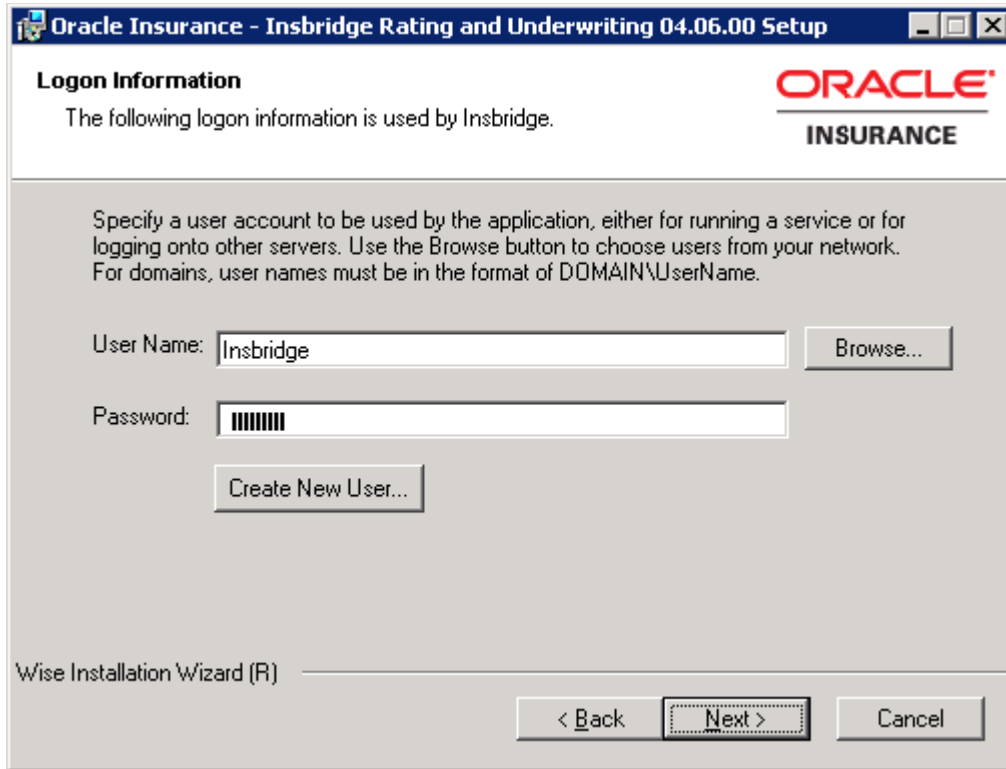 Oracle Insurance - Insbridge Rating and Underwriting 04.06.00 Setup
Logon Information
The following logon information is used by Insbridge.
ORACLE
INSURANCE
Specify a user account to be used by the application, either for running a service or for
logging onto other servers. Use the Browse button to choose users from your network.
For domains, user names must be in the format of DOMAIN\UserName.
User Name: Insbridge Browse...
Password:
Create New User...
Wise Installation Wizard (R)
< Back Next > Cancel